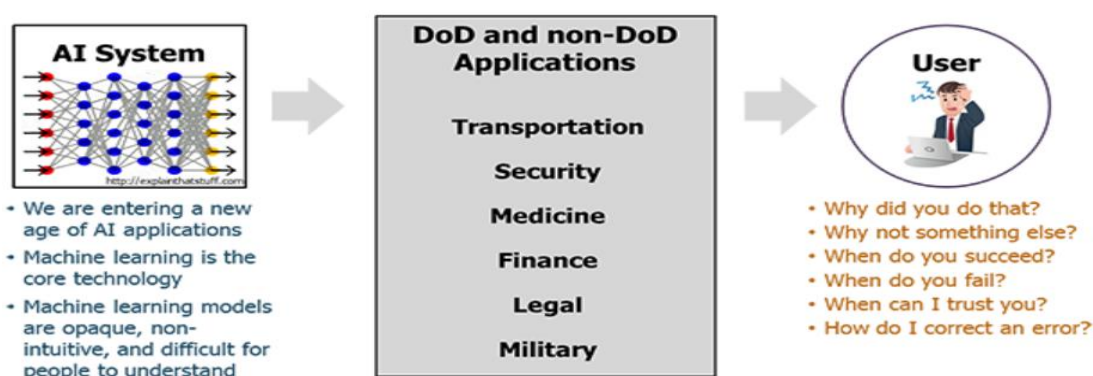 AI System
http://explainthatstuff.com
• We are entering a new
age of AI applications
• Machine learning is the
core technology
• Machine learning models
are opaque, non-
intuitive, and difficult for
people to understand
DoD and non-DoD
Applications
Transportation
Security
Medicine
Finance
Legal
Military
User
• Why did you do that?
• Why not something else?
• When do you succeed?
• When do you fail?
• When can I trust you?
• How do I correct an error?